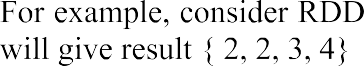 For example, consider RDD
will give result { 2, 2, 3, 4}